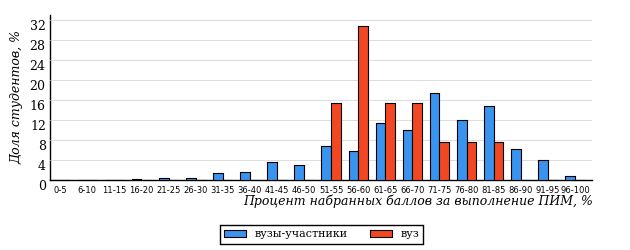 Доля студентов, %
32
28
24
20
16
12
8
4
0
0-5 6-10 11-15 16-20 21-25 26-30 31-35 36-40 41-45 46-50 51-55 56-60 61-65 66-70 71-75 76-80 81-85 86-90 91-95 96-100
Процент набранных баллов за выполнение ПИМ, %
вузы-участники вуз